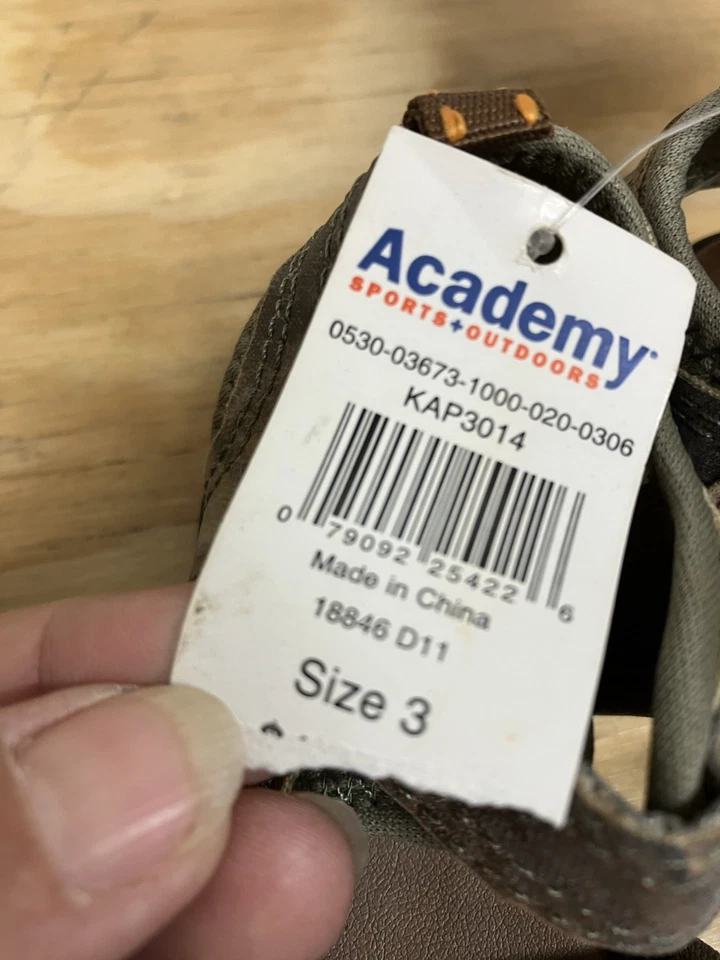 Academy
SPORTS+OUTDOORS
0530-03673-1000-020-0306
KAP3014
0 79092 25422 6
Made in China
18846 D11
Size 3